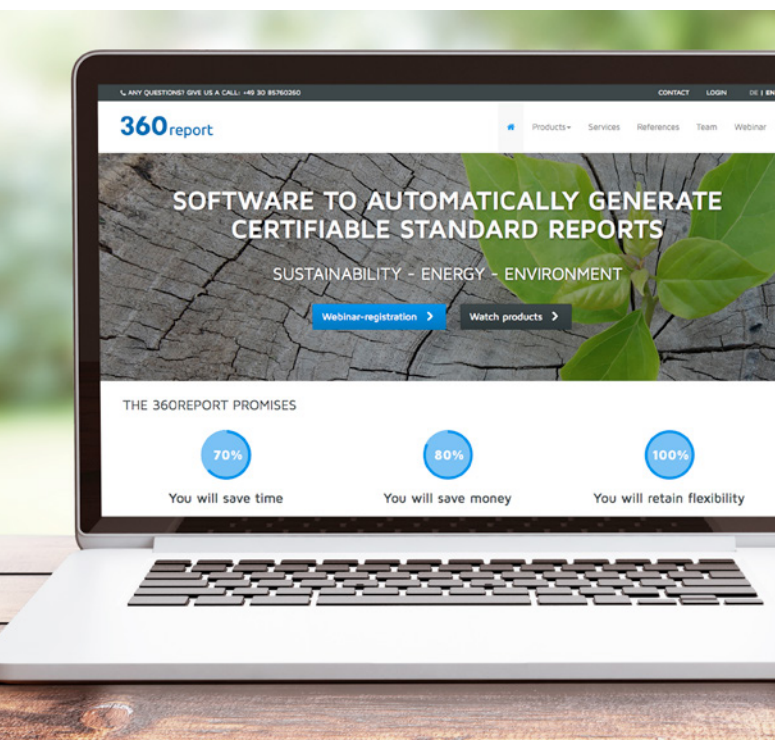 ANY QUESTIONS? GIVE US A CALL: +49 30 85760260 CONTACT LOGIN DE | EN
360report Products Services References Team Webinar
SOFTWARE TO AUTOMATICALLY GENERATE
CERTIFIABLE STANDARD REPORTS
SUSTAINABILITY - ENERGY - ENVIRONMENT
Webinar-registration Watch products
THE 360REPORT PROMISES
70% 80% 100%
You will save time You will save money You will retain flexibility